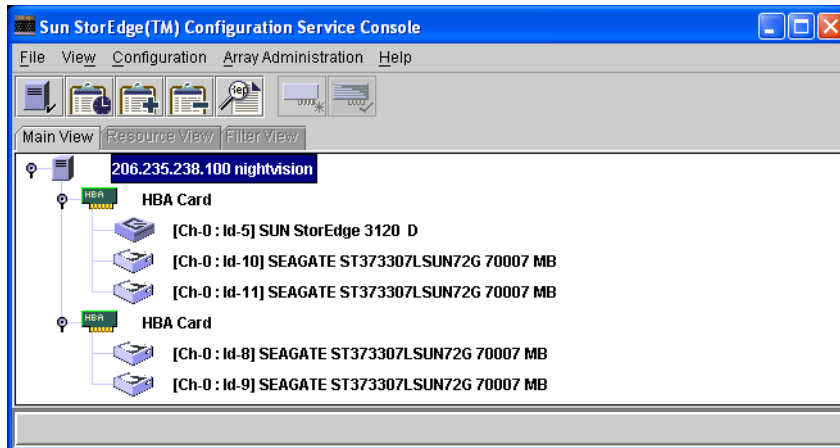 Sun StorEdge(TM) Configuration Service Console
File View Configuration Array Administration Help
Rep
Main View Resource View Filter View
206.235.238.100 nightvision
HBA HBA Card
[Ch-0 : Id-5] SUN StorEdge 3120 D
[Ch-0 : Id-10] SEAGATE ST373307LSUN72G 70007 MB
[Ch-0 : Id-11] SEAGATE ST373307LSUN72G 70007 MB
HBA HBA Card
[Ch-0 : Id-8] SEAGATE ST373307LSUN72G 70007 MB
[Ch-0 : Id-9] SEAGATE ST373307LSUN72G 70007 MB